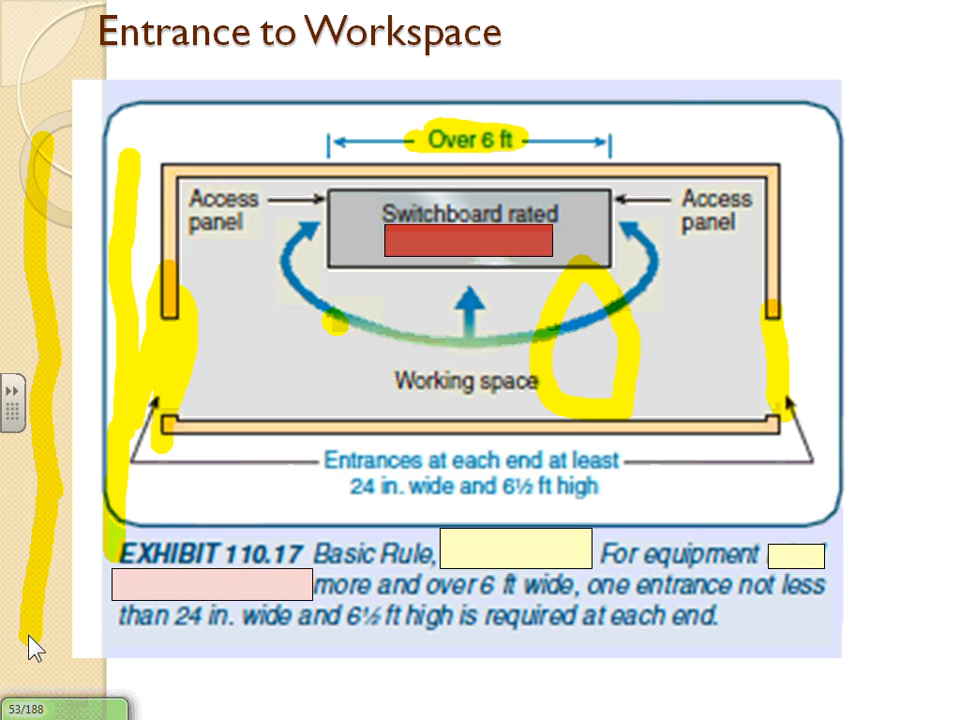 Entrance to Workspace
Over 6 ft
Access
panel
Switchboard rated
Access
panel
Working space
Entrances at each end at least
24 in. wide and 6½ ft high
EXHIBIT 110.17 Basic Rule, For equipment
more and over 6 ft wide, one entrance not less
than 24 in. wide and 6½ ft high is required at each end.
53/188